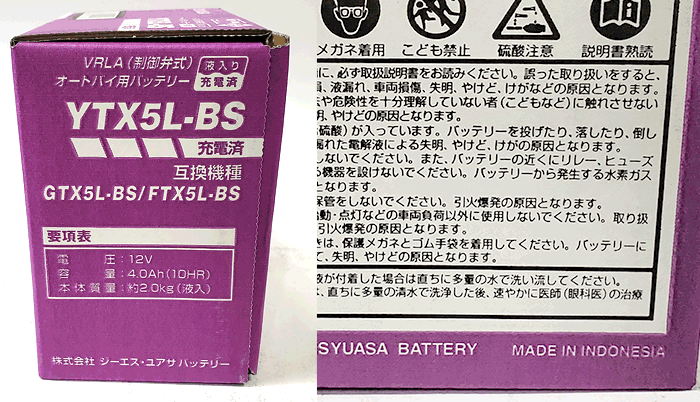 VRLA(制御弁式) 液入り
オートバイ用バッテリー 充電済
YTX5L-BS
充電済
互換機種
GTX5L-BS/FTX5L-BS
要項表
電 圧:12V
容 量:4.0Ah(10HR)
本体質量:約2.0kg(液入)
株式会社 ジーエス・ユアサ バッテリー
メガネ着用 こども禁止 硫酸注意 説明書熟読
に、必ず取扱説明書をお読みください。誤った取り扱いをすると、
、液漏れ、車両損傷、失明、やけど、けがなどの原因となります。
や危険性を十分理解していない者(こどもなど)に触れさせない
明、やけどの原因となります。
硫酸)が入っています。バッテリーを投げたり、落したり、倒し
漏れた電解液による失明、やけど、けがの原因となります。
しないでください。また、バッテリーの近くにリレー、ヒューズ
る機器を設けないでください。バッテリーから発生する水素ガス
となります。
保管をしないでください。引火爆発の原因となります。
動・点灯などの車両負荷以外に使用しないでください。取り扱
引火爆発の原因となります。
きは、保護メガネとゴム手袋を着用してください。バッテリーに
て、失明、やけどの原因となります。
液が付着した場合は直ちに多量の水で洗い流してください。
は、直ちに多量の清水で洗浄した後、速やかに医師(眼科医)の治療
SYUASA BATTERY MADE IN INDONESIA